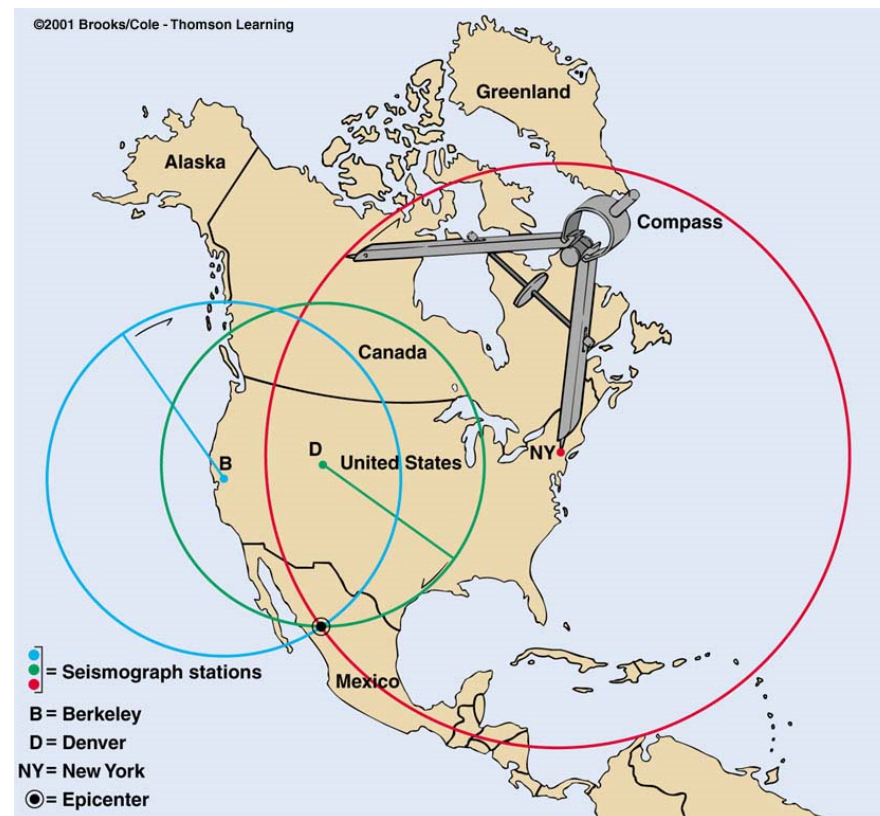 ©2001 Brooks/Cole - Thomson Learning
Greenland
Alaska
Compass
Canada
B
D
United States
NY
= Seismograph stations
Mexico
B = Berkeley
D = Denver
NY = New York
= Epicenter